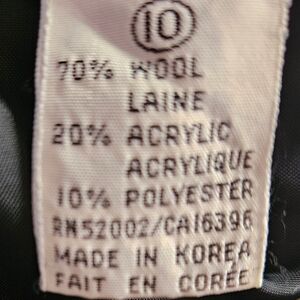 10
70% WOOL
LAINE
20% ACRYLIC
ACRYLIQUE
10% POLYESTER
RN52002/CA16396
MADE IN KOREA
FAIT EN CORÉE